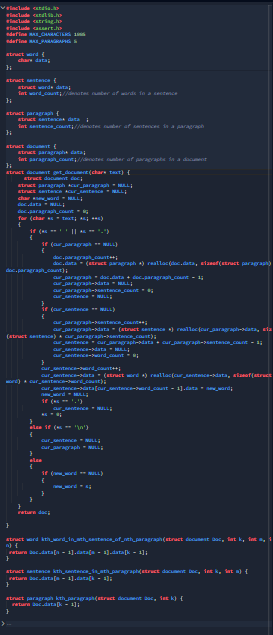 #include <stdio.h>
#include <stdlib.h>
#include <string.h>
#include <assert.h>
#define MAX_CHARACTERS 1005
#define MAX_PARAGRAPHS 5
struct word {
char* data;
};
struct sentence {
struct word* data;
int word_count;//denotes number of words in a sentence
};
struct paragraph {
struct sentence* data ;
int sentence_count;//denotes number of sentences in a paragraph
};
struct document {
struct paragraph* data;
int paragraph_count;//denotes number of paragraphs in a document
};
struct document get_document(char* text) {
struct document doc;
struct paragraph *cur_paragraph = NULL;
struct sentence *cur_sentence = NULL;
char *new_word = NULL;
doc.data = NULL;
doc.paragraph_count = 0;
for (char *s = text; *s; ++s)
{
if (*s == ' ' || *s == '.')
{
if (cur_paragraph == NULL)
{
doc.paragraph_count++;
doc.data = (struct paragraph *) realloc(doc.data, sizeof(struct paragraph)
doc.paragraph_count);
cur_paragraph = doc.data + doc.paragraph_count - 1;
cur_paragraph->data = NULL;
cur_paragraph->sentence_count = 0;
cur_sentence = NULL;
}
if (cur_sentence == NULL)
{
cur_paragraph->sentence_count++;
cur_paragraph->data = (struct sentence *) realloc(cur_paragraph->data, siz
(struct sentence) * cur_paragraph->sentence_count);
cur_sentence = cur_paragraph->data + cur_paragraph->sentence_count - 1;
cur_sentence->data = NULL;
cur_sentence->word_count = 0;
}
cur_sentence->word_count++;
cur_sentence->data = (struct word *) realloc(cur_sentence->data, sizeof(struct
word) * cur_sentence->word_count);
cur_sentence->data[cur_sentence->word_count - 1].data = new_word;
new_word = NULL;
if (*s == '.')
cur_sentence = NULL;
*s = 0;
}
else if (*s == '\n')
{
cur_sentence = NULL;
cur_paragraph = NULL;
}
else
{
if (new_word == NULL)
{
new_word = s;
}
}
}
return doc;
}
struct word kth_word_in_mth_sentence_of_nth_paragraph(struct document Doc, int k, int m, i
n) {
return Doc.data[n - 1].data[m - 1].data[k - 1];
}
struct sentence kth_sentence_in_mth_paragraph(struct document Doc, int k, int m) {
return Doc.data[m - 1].data[k - 1];
}
struct paragraph kth_paragraph(struct document Doc, int k) {
return Doc.data[k - 1];
}